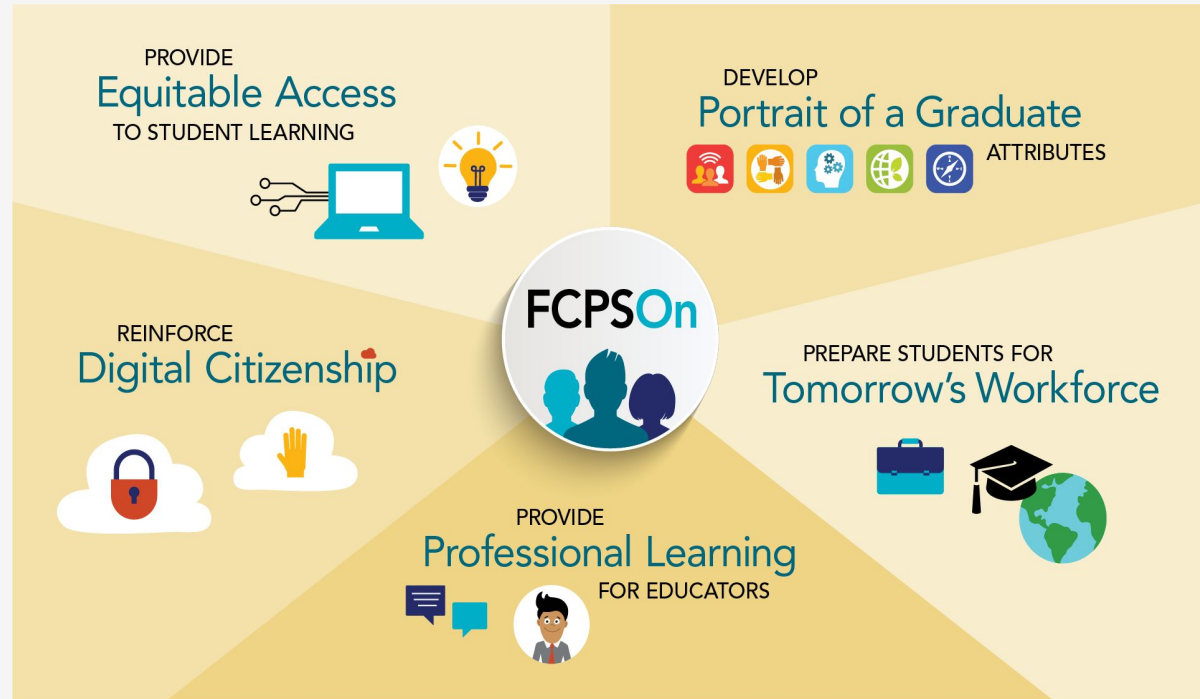 PROVIDE
Equitable Access
TO STUDENT LEARNING
DEVELOP
Portrait of a Graduate
ATTRIBUTES
FCPSOn
REINFORCE
Digital Citizenship
PREPARE STUDENTS FOR
Tomorrow's Workforce
PROVIDE
Professional Learning
FOR EDUCATORS